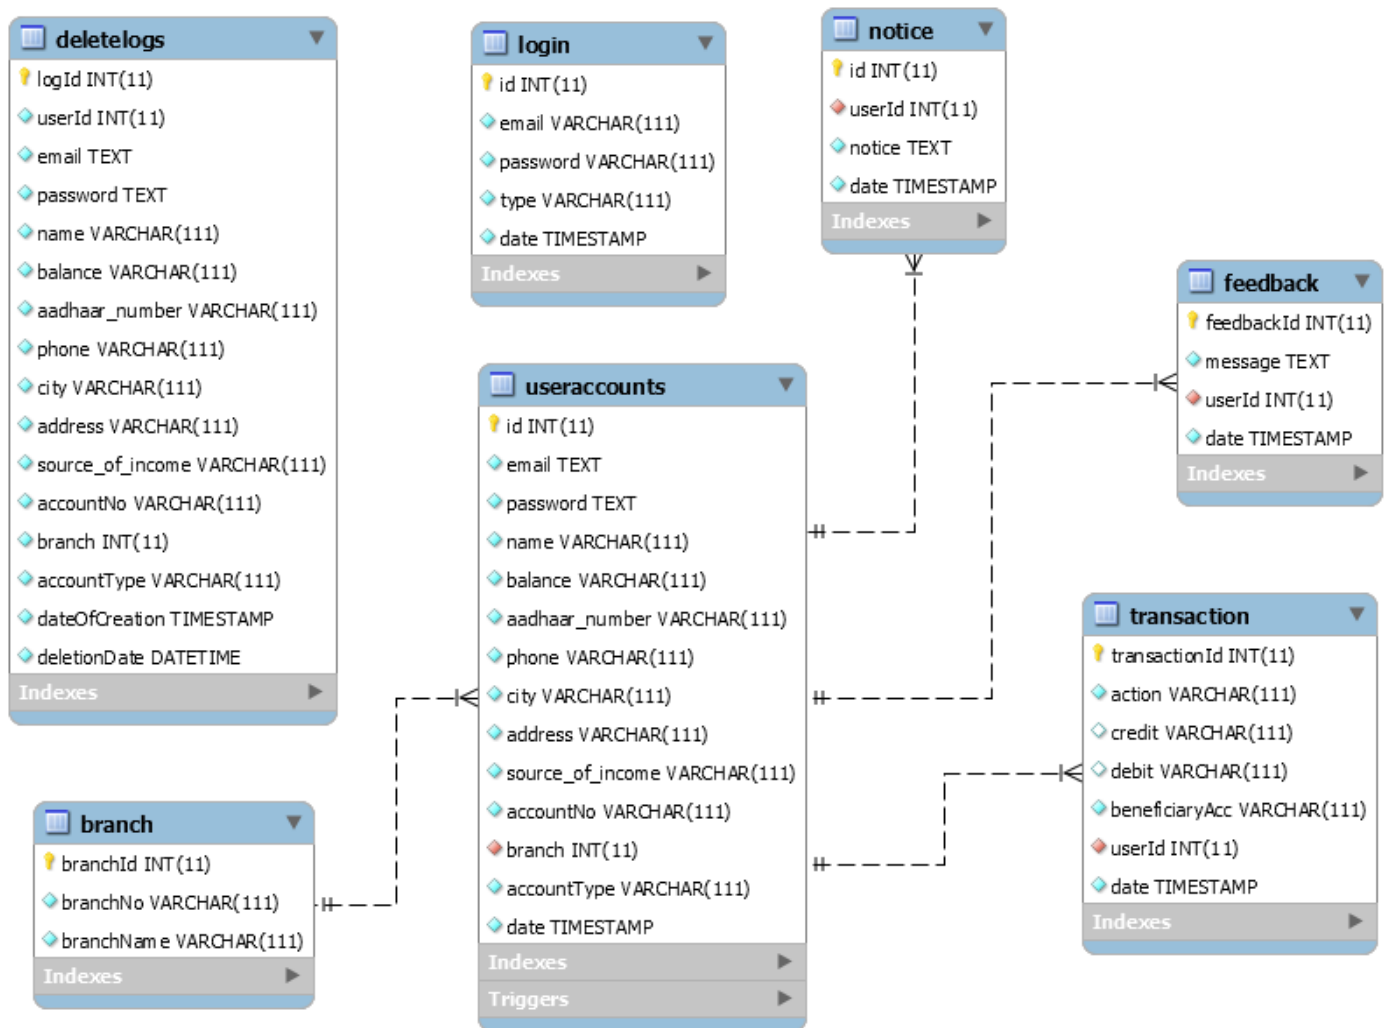 deletelogs
logId INT(11)
userId INT(11)
email TEXT
password TEXT
name VARCHAR(111)
balance VARCHAR(111)
aadhaar_number VARCHAR(111)
phone VARCHAR(111)
city VARCHAR(111)
address VARCHAR(111)
source_of_income VARCHAR(111)
accountNo VARCHAR(111)
branch INT(11)
accountType VARCHAR(111)
dateOfCreation TIMESTAMP
deletionDate DATETIME
Indexes
login
id INT(11)
email VARCHAR(111)
password VARCHAR(111)
type VARCHAR(111)
date TIMESTAMP
Indexes
notice
id INT(11)
userId INT(11)
notice TEXT
date TIMESTAMP
Indexes
feedback
feedbackId INT(11)
message TEXT
userId INT(11)
date TIMESTAMP
Indexes
useraccounts
id INT(11)
email TEXT
password TEXT
name VARCHAR(111)
balance VARCHAR(111)
aadhaar_number VARCHAR(111)
phone VARCHAR(111)
city VARCHAR(111)
address VARCHAR(111)
source_of_income VARCHAR(111)
accountNo VARCHAR(111)
branch INT(11)
accountType VARCHAR(111)
date TIMESTAMP
Indexes
Triggers
transaction
transactionId INT(11)
action VARCHAR(111)
credit VARCHAR(111)
debit VARCHAR(111)
beneficiaryAcc VARCHAR(111)
userId INT(11)
date TIMESTAMP
Indexes
branch
branchId INT(11)
branchNo VARCHAR(111)
branchName VARCHAR(111)
Indexes